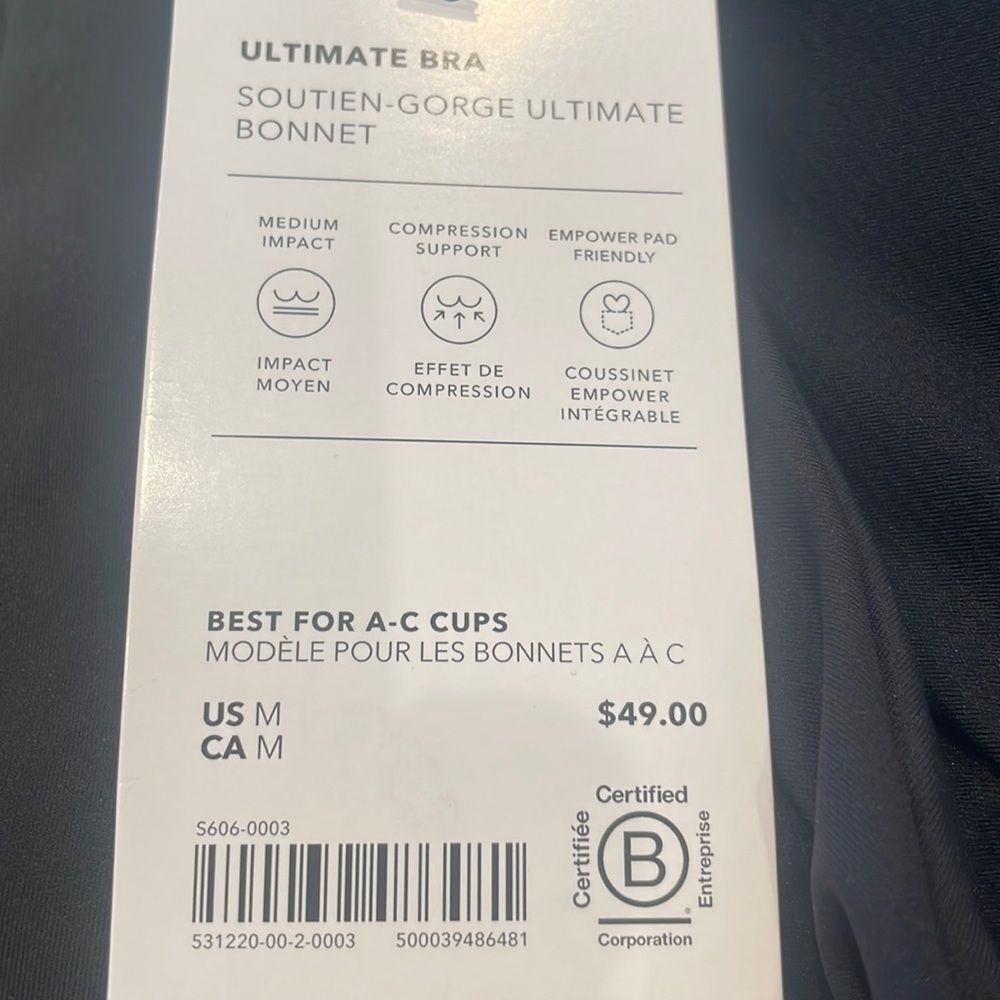 ULTIMATE BRA
SOUTIEN-GORGE ULTIMATE
BONNET
MEDIUM
IMPACT
COMPRESSION
SUPPORT
EMPOWER PAD
FRIENDLY
IMPACT
MOYEN
EFFET DE
COMPRESSION
COUSSINET
EMPOWER
INTÉGRABLE
BEST FOR A-C CUPS
MODÈLE POUR LES BONNETS A À C
US M
$49.00
CA M
S606-0003
531220-00-2-0003 500039486481
Certified
Certifiée
B
Entreprise
Corporation